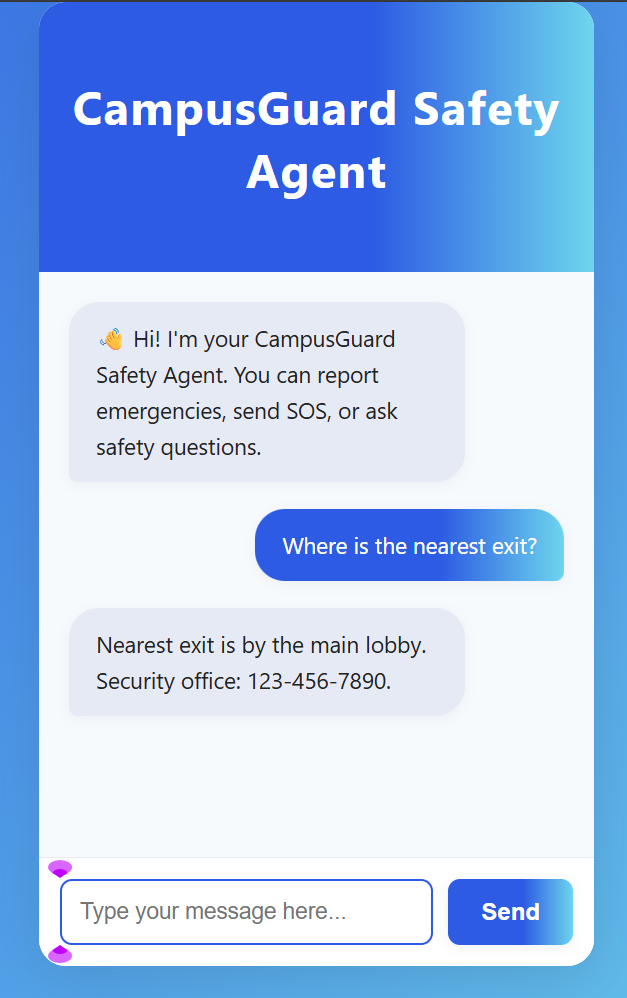 CampusGuard Safety
Agent
👋 Hi! I'm your CampusGuard
Safety Agent. You can report
emergencies, send SOS, or ask
safety questions.
Where is the nearest exit?
Nearest exit is by the main lobby.
Security office: 123-456-7890.
Type your message here...
Send